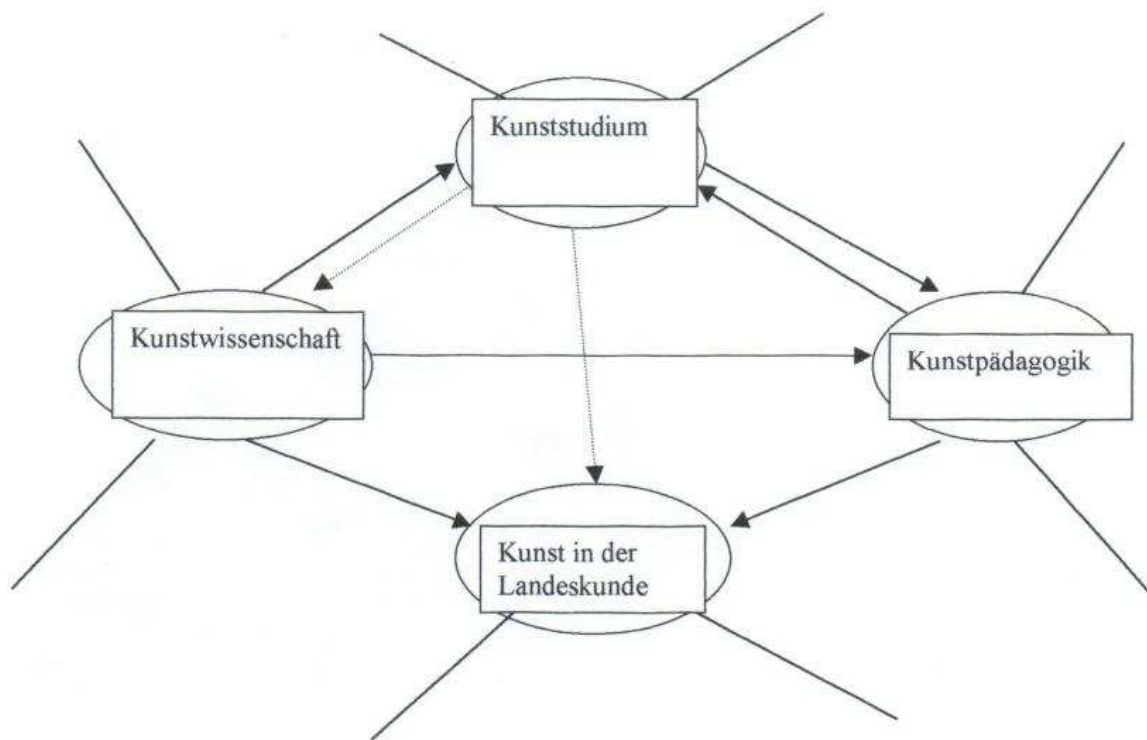 Kunststudium
Kunstwissenschaft
Kunstpädagogik
Kunst in der
Landeskunde